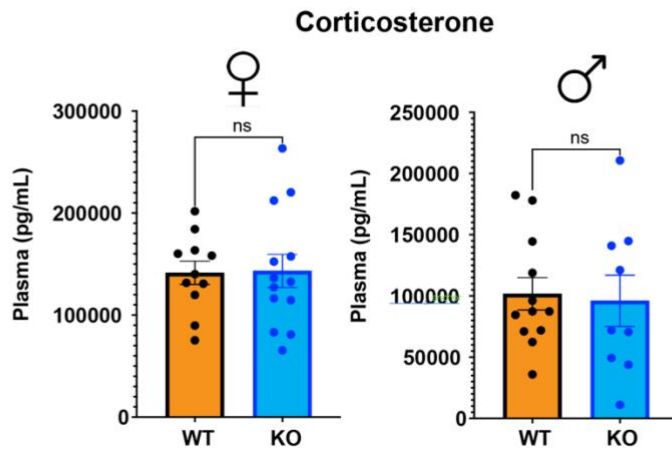 Corticosterone
♀
♂
Plasma (pg/mL)
300000
200000
100000
0
ns
WT KO
Plasma (pg/mL)
250000
200000
150000
100000
50000
0
ns
WT KO